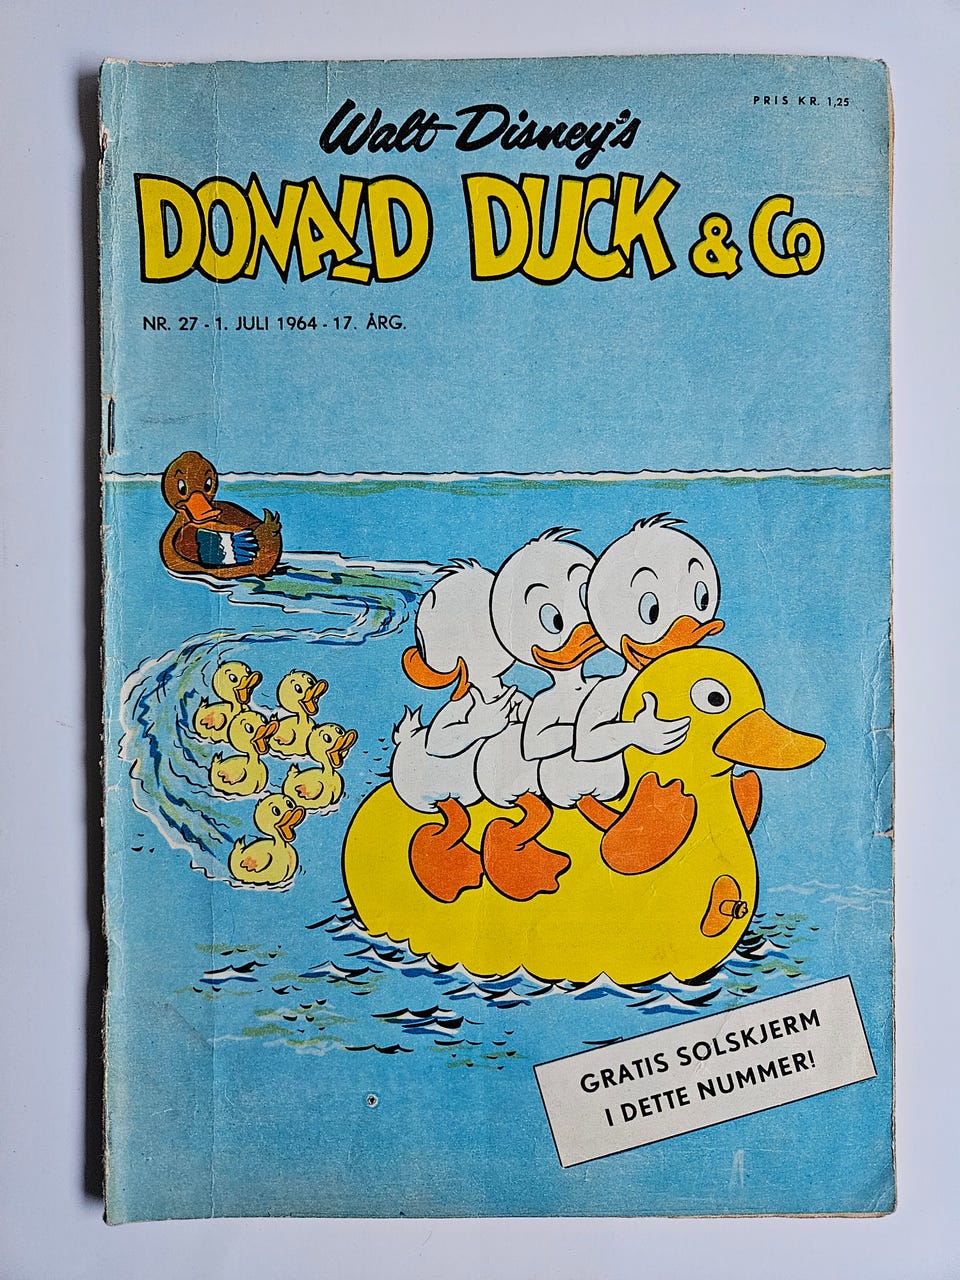 PRIS KR. 1,25
Walt Disney's
DONALD DUCK & Co
NR. 27 - 1. JULI 1964 - 17. ÅRG.
GRATIS SOLSKJERM
I DETTE NUMMER!